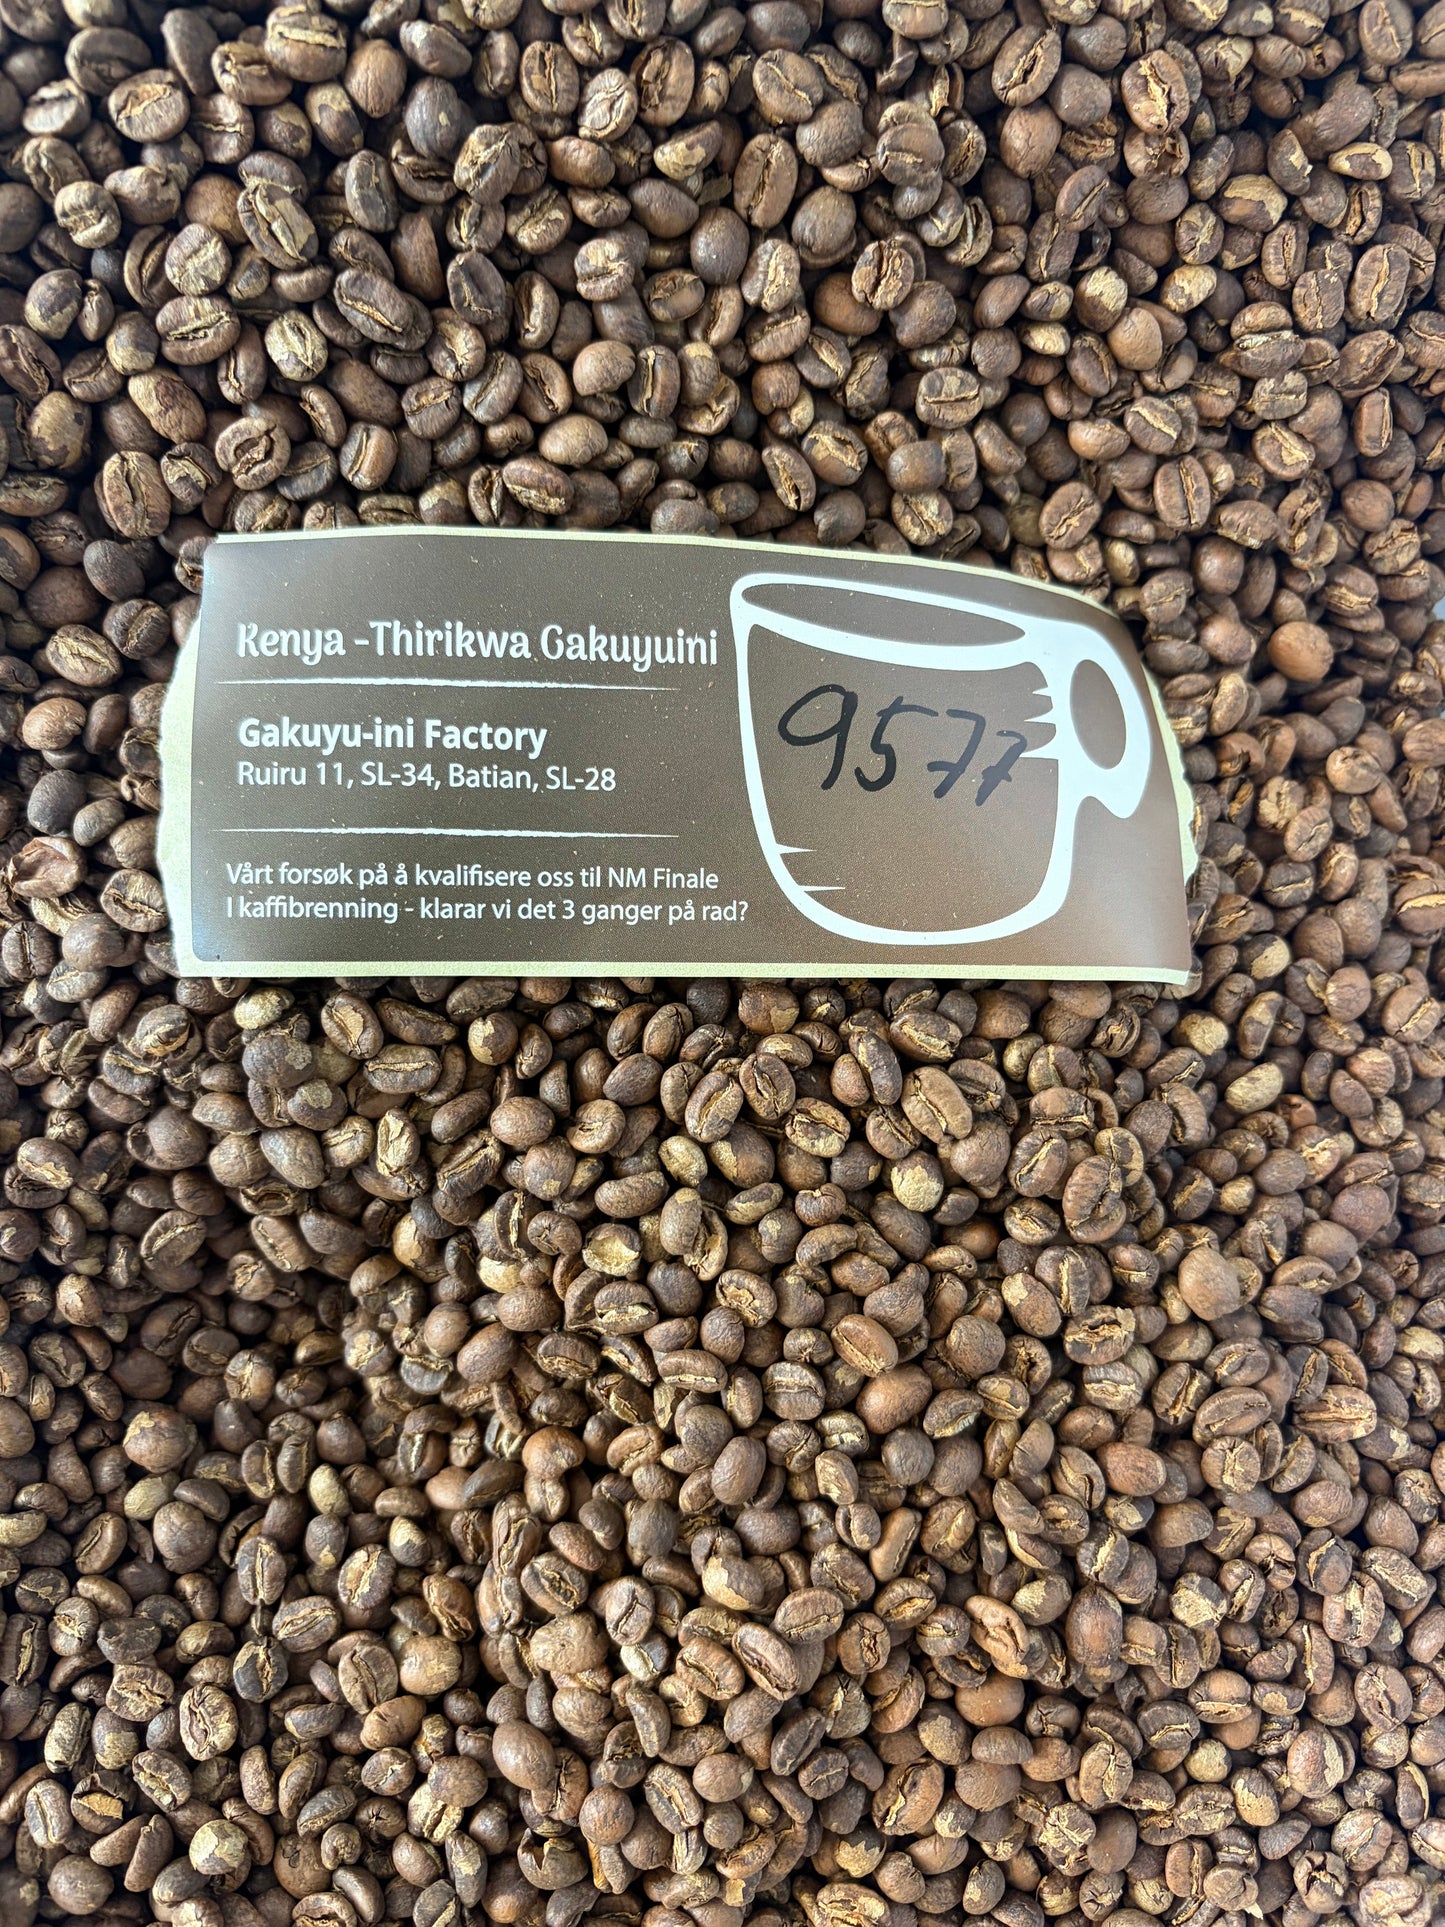 Kenya -Thirikwa Gakuyuini
Gakuyu-ini Factory
Ruiru 11, SL-34, Batian, SL-28
Vårt forsøk på å kvalifisere oss til NM Finale
I kaffibrenning - klarar vi det 3 ganger på rad?
9577